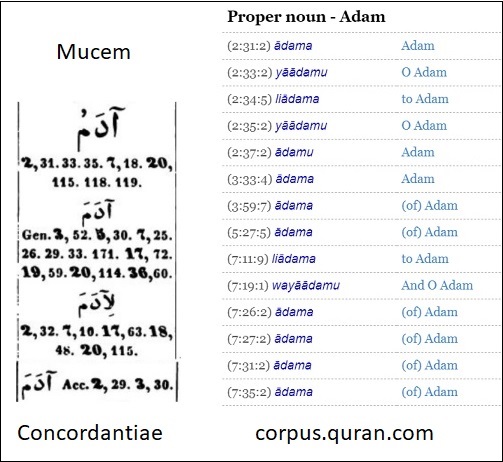 Mucem
آدَمُ
2,31. 33. 35. 7,18. 20,
115. 118. 119.
آدَمَ
Gen. 3, 52. 5, 30. 7, 25.
26. 29. 33. 171. 17, 72.
19, 59. 20, 114. 36, 60.
لِآدَمَ
2, 32. 7, 10. 17, 63. 18,
48. 20, 115.
آدَمَ Acc. 2, 29. 3, 30.
Concordantiae
Proper noun - Adam
(2:31:2) ādama Adam
(2:33:2) yāādamu O Adam
(2:34:5) liādama to Adam
(2:35:2) yāādamu O Adam
(2:37:2) ādamu Adam
(3:33:4) ādama Adam
(3:59:7) ādama (of) Adam
(5:27:5) ādama (of) Adam
(7:11:9) liādama to Adam
(7:19:1) wayāādamu And O Adam
(7:26:2) ādama (of) Adam
(7:27:2) ādama (of) Adam
(7:31:2) ādama (of) Adam
(7:35:2) ādama (of) Adam
corpus.quran.com